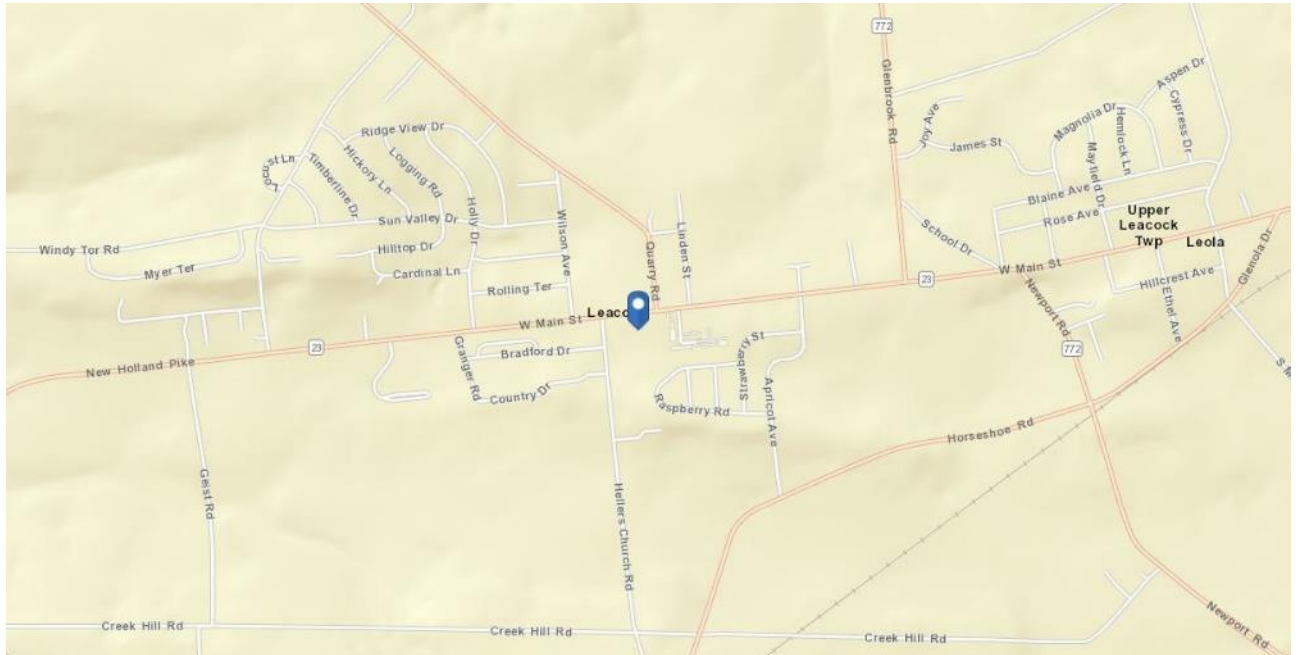 772
Glenbrook Rd
Aspen Dr
Cypress Dr
Magnolia Dr
Hemlock Ln
Joy Ave
James St
Mayfield Dr
Ridge View Dr
Logging Rd
Hickory Ln
Timberline Dr
Locust Ln
Holly Dr
Sun Valley Dr
Wilson Ave
Linden St
Quarry Rd
Blaine Ave
Rose Ave
Upper
Leacock
Twp
Leola
School Dr
Windy Tor Rd
Hilltop Dr
Myer Ter
Cardinal Ln
Rolling Ter
W Main St
23
Hillcrest Ave
Glenola Dr
Ethel Ave
Newport Rd
772
Leaco
W Main St
23
New Holland Pike
Granger Rd
Bradford Dr
Country Dr
Strawberry St
Raspberry Rd
Apricot Ave
Horseshoe Rd
S M
Geist Rd
Hellers Church Rd
Creek Hill Rd
Creek Hill Rd
Creek Hill Rd
Newport Rd